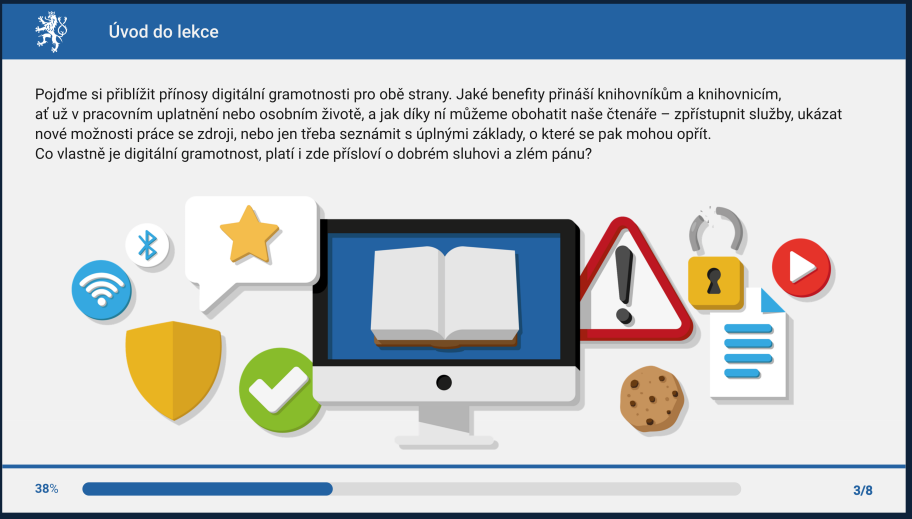 Úvod do lekce
Pojďme si přiblížit přínosy digitální gramotnosti pro obě strany. Jaké benefity přináší knihovníkům a knihovnicím,
ať už v pracovním uplatnění nebo osobním životě, a jak díky ní můžeme obohatit naše čtenáře – zpřístupnit služby, ukázat
nové možnosti práce se zdroji, nebo jen třeba seznámit s úplnými základy, o které se pak mohou opřít.
Co vlastně je digitální gramotnost, platí i zde přísloví o dobrém sluhovi a zlém pánu?
38%
3/8